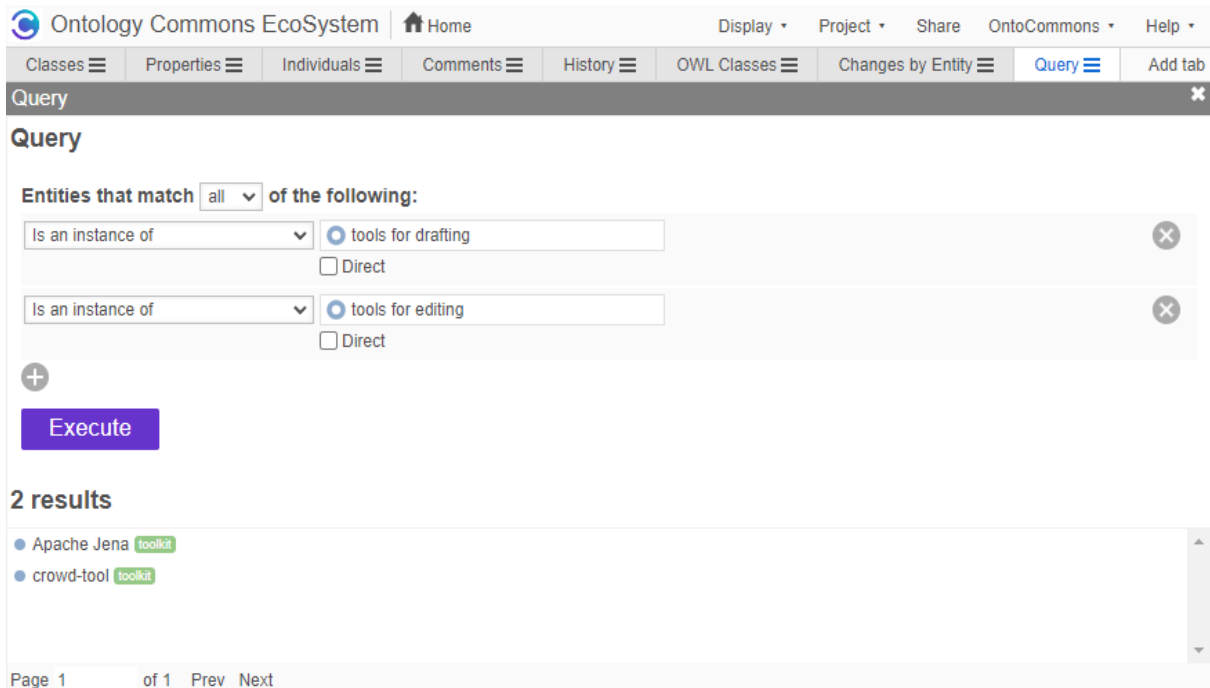 Ontology Commons EcoSystem Home Display Project Share OntoCommons Help
Classes Properties Individuals Comments History OWL Classes Changes by Entity Query Add tab
Query
Query
Entities that match all of the following:
Is an instance of tools for drafting
Direct
Is an instance of tools for editing
Direct
Execute
2 results
Apache Jena toolkit
crowd-tool toolkit
Page 1 of 1 Prev Next